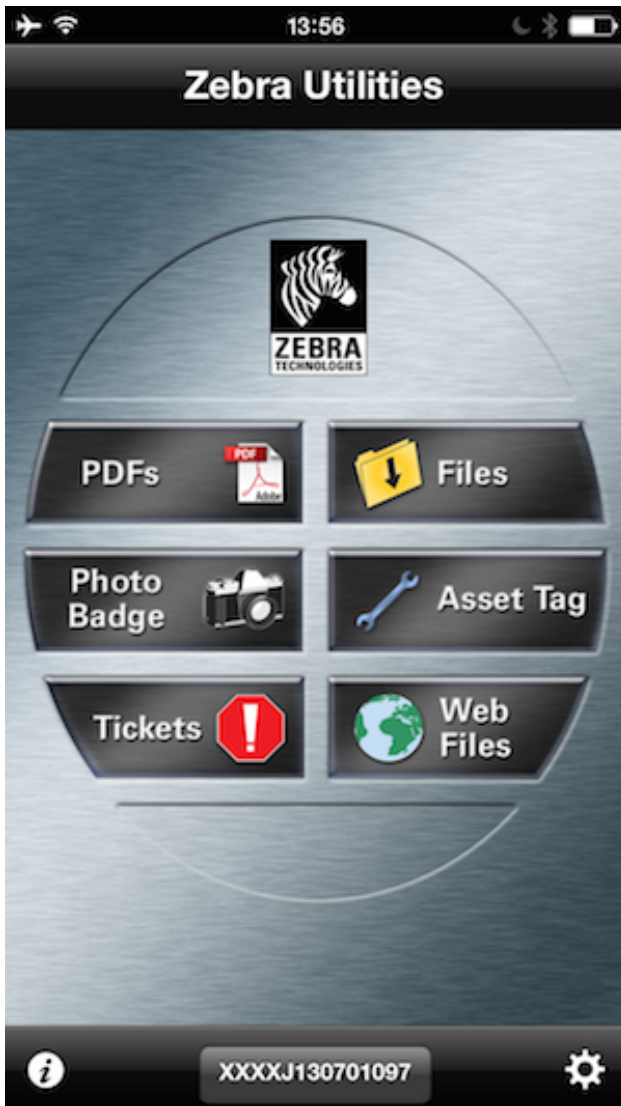 13:56
Zebra Utilities
ZEBRA
TECHNOLOGIES
PDFs
PDF
Adobe
Files
Photo
Badge
Asset Tag
Tickets
!
Web
Files
i
XXXXJ130701097